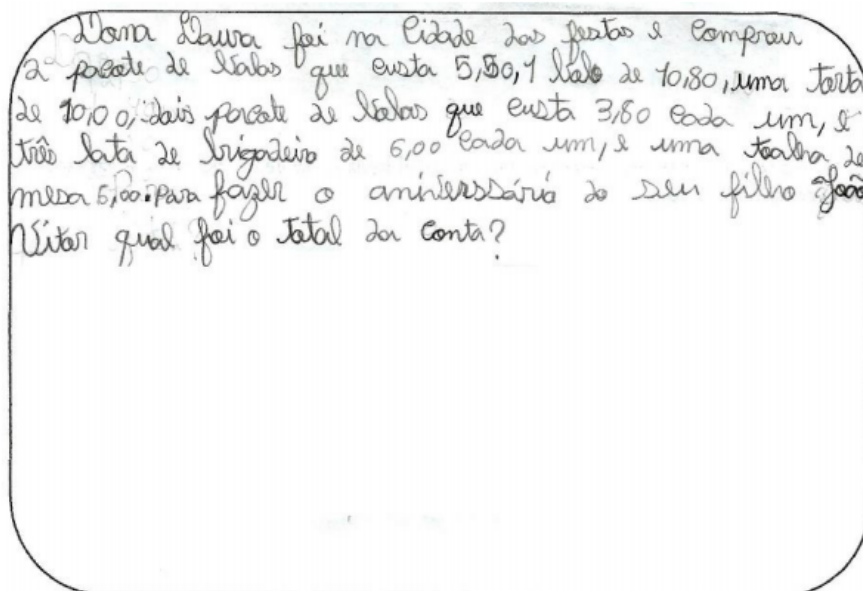 Dona Laura foi na Cidade das festas e Comprou
2 pacote de balas que custa 5,50, 1 bolo de 10,80, uma torta
de 10,00, dois pacote de balas que custa 3,80 cada um, e
três lata de brigadeiro de 6,00 cada um, e uma toalha de
mesa 5,00. Para fazer o aniverssário do seu filho João
Vitor qual foi o total da Conta?